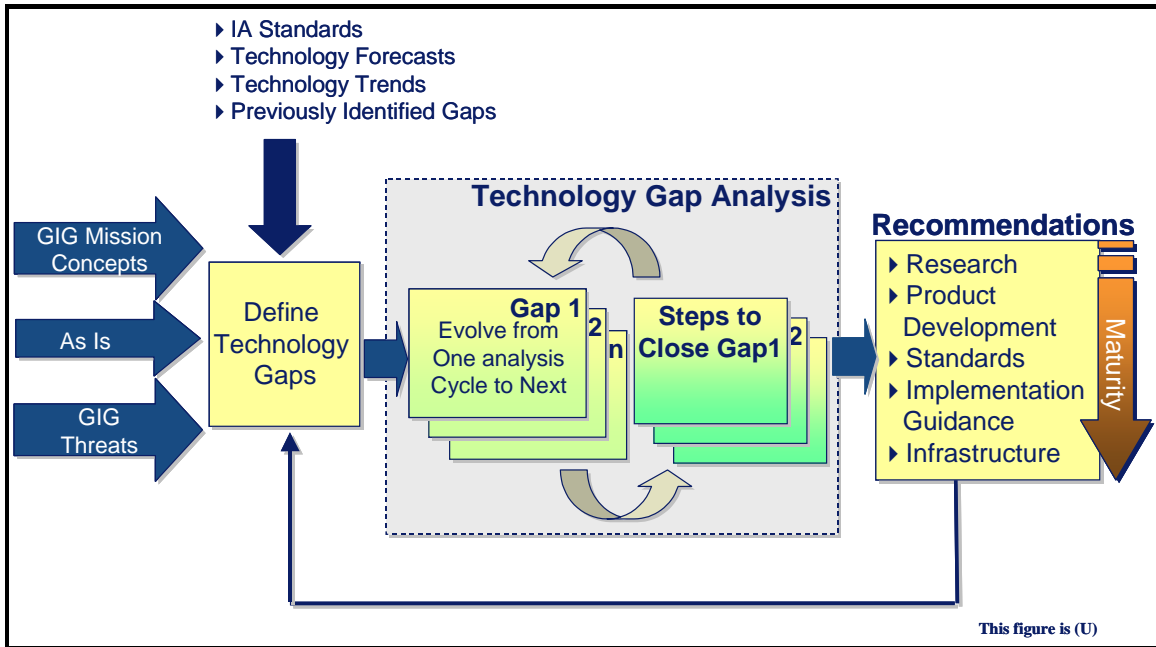 IA Standards
Technology Forecasts
Technology Trends
Previously Identified Gaps
GIG Mission
Concepts
As Is
GIG
Threats
Define
Technology
Gaps
Technology Gap Analysis
Gap 1
Evolve from
One analysis
Cycle to Next
2
n
Steps to
Close Gap1
2
Recommendations
Research
Product
Development
Standards
Implementation
Guidance
Infrastructure
Maturity
This figure is (U)